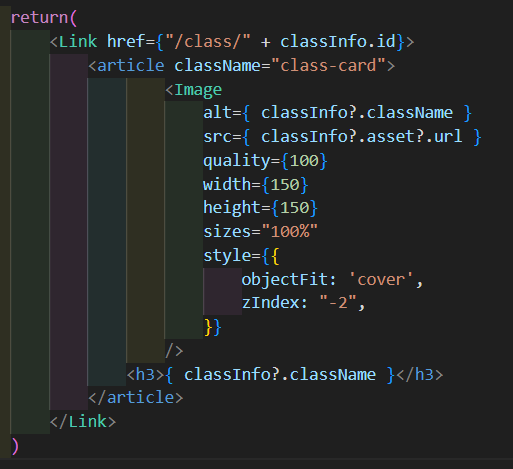 return(
<Link href={"/class/" + classInfo.id}>
<article className="class-card">
<Image
alt={ classInfo?.className }
src={ classInfo?.asset?.url }
quality={100}
width={150}
height={150}
sizes="100%"
style={{
objectFit: 'cover',
zIndex: "-2",
}}
/>
<h3>{ classInfo?.className }</h3>
</article>
</Link>
)